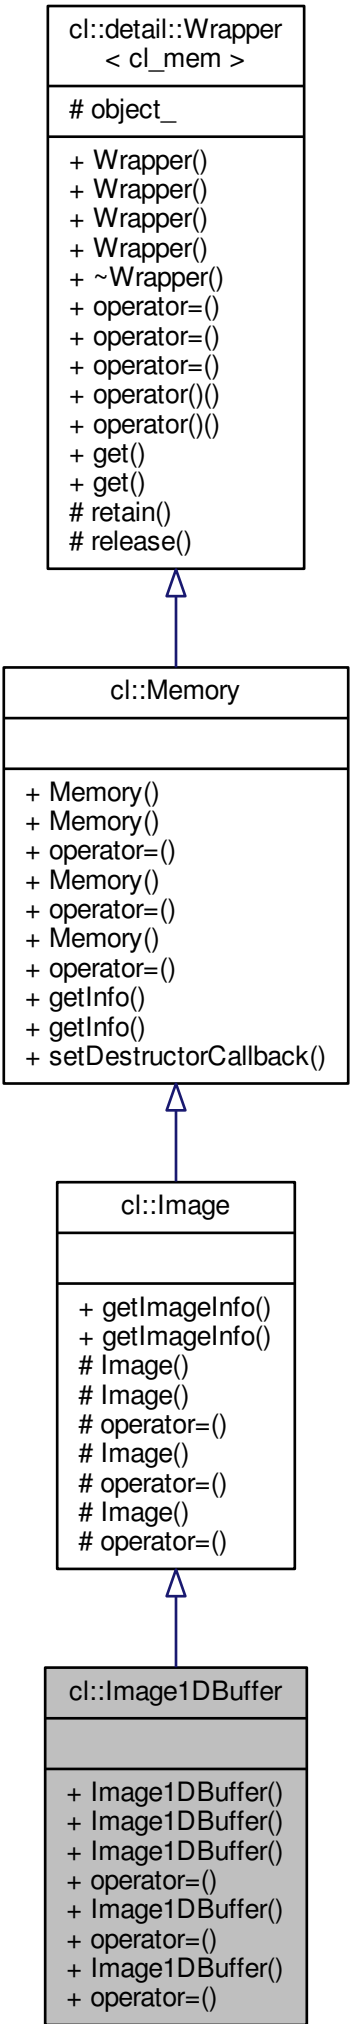 cl::detail::Wrapper
< cl_mem >
# object_
+ Wrapper()
+ Wrapper()
+ Wrapper()
+ Wrapper()
+ ~Wrapper()
+ operator=()
+ operator=()
+ operator=()
+ operator()()
+ operator()()
+ get()
+ get()
# retain()
# release()
cl::Memory
+ Memory()
+ Memory()
+ operator=()
+ Memory()
+ operator=()
+ Memory()
+ operator=()
+ getInfo()
+ getInfo()
+ setDestructorCallback()
cl::Image
+ getImageInfo()
+ getImageInfo()
# Image()
# Image()
# operator=()
# Image()
# operator=()
# Image()
# operator=()
cl::Image1DBuffer
+ Image1DBuffer()
+ Image1DBuffer()
+ Image1DBuffer()
+ operator=()
+ Image1DBuffer()
+ operator=()
+ Image1DBuffer()
+ operator=()